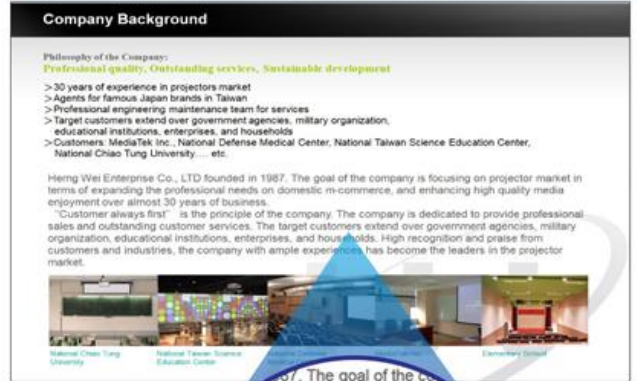 Company Background
Philosophy of the Company:
Professional quality, Outstanding services, Sustainable development
>30 years of experience in projectors market
>Agents for famous Japan brands in Taiwan
>Professional engineering maintenance team for services
>Target customers extend over government agencies, military organization,
educational institutions, enterprises, and households
>Customers: MediaTek Inc., National Defense Medical Center, National Taiwan Science Education Center,
National Chiao Tung University.... etc.
Herng Wei Enterprise Co., LTD founded in 1987. The goal of the company is focusing on projector market in
terms of expanding the professional needs on domestic m-commerce, and enhancing high quality media
enjoyment over almost 30 years of business.
"Customer always first" is the principle of the company. The company is dedicated to provide professional
sales and outstanding customer services. The target customers extend over government agencies, military
organization, educational institutions, enterprises, and households. High recognition and praise from
customers and industries, the company with ample experiences has become the leaders in the projector
market.
National Chiao Tung
University
National Taiwan Science
Education Center
Elementary School
87. The goal of the